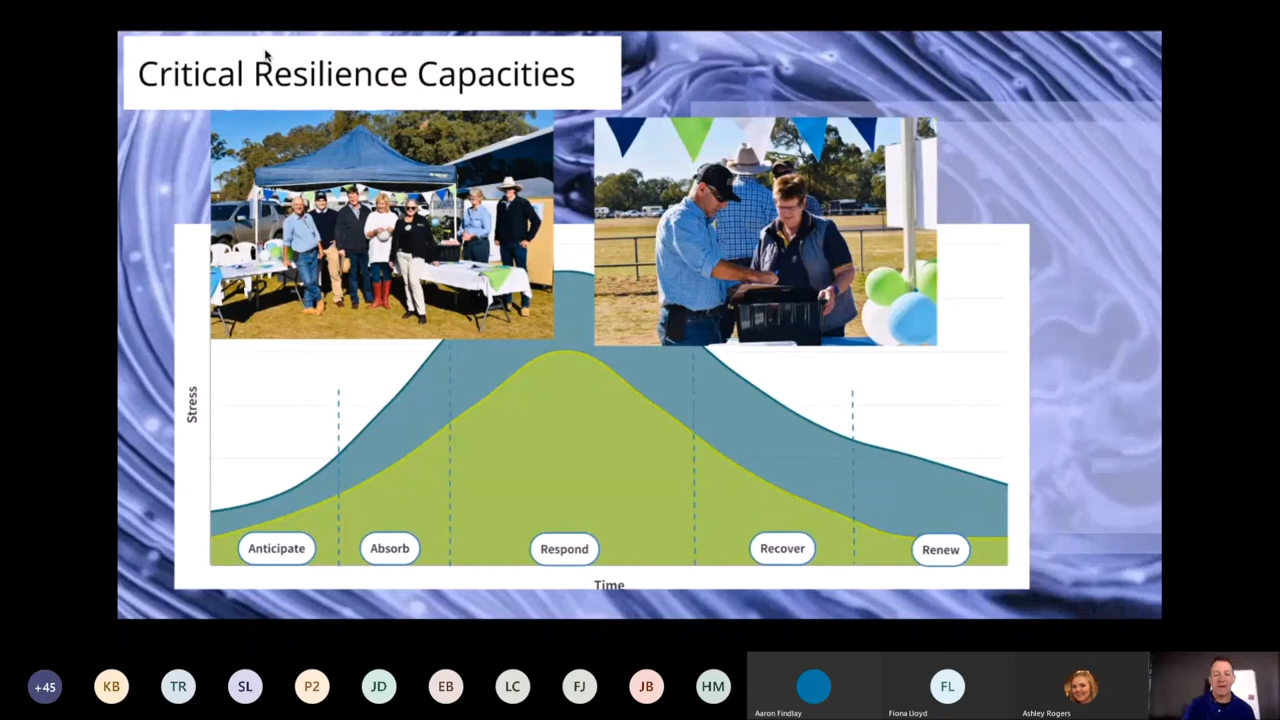 Critical Resilience Capacities
Stress
Anticipate
Absorb
Respond
Recover
Renew
Time
+45
KB
TR
SL
P2
JD
EB
LC
FJ
JB
HM
FL
Aaron Findlay
Fiona Lloyd
Ashley Rogers